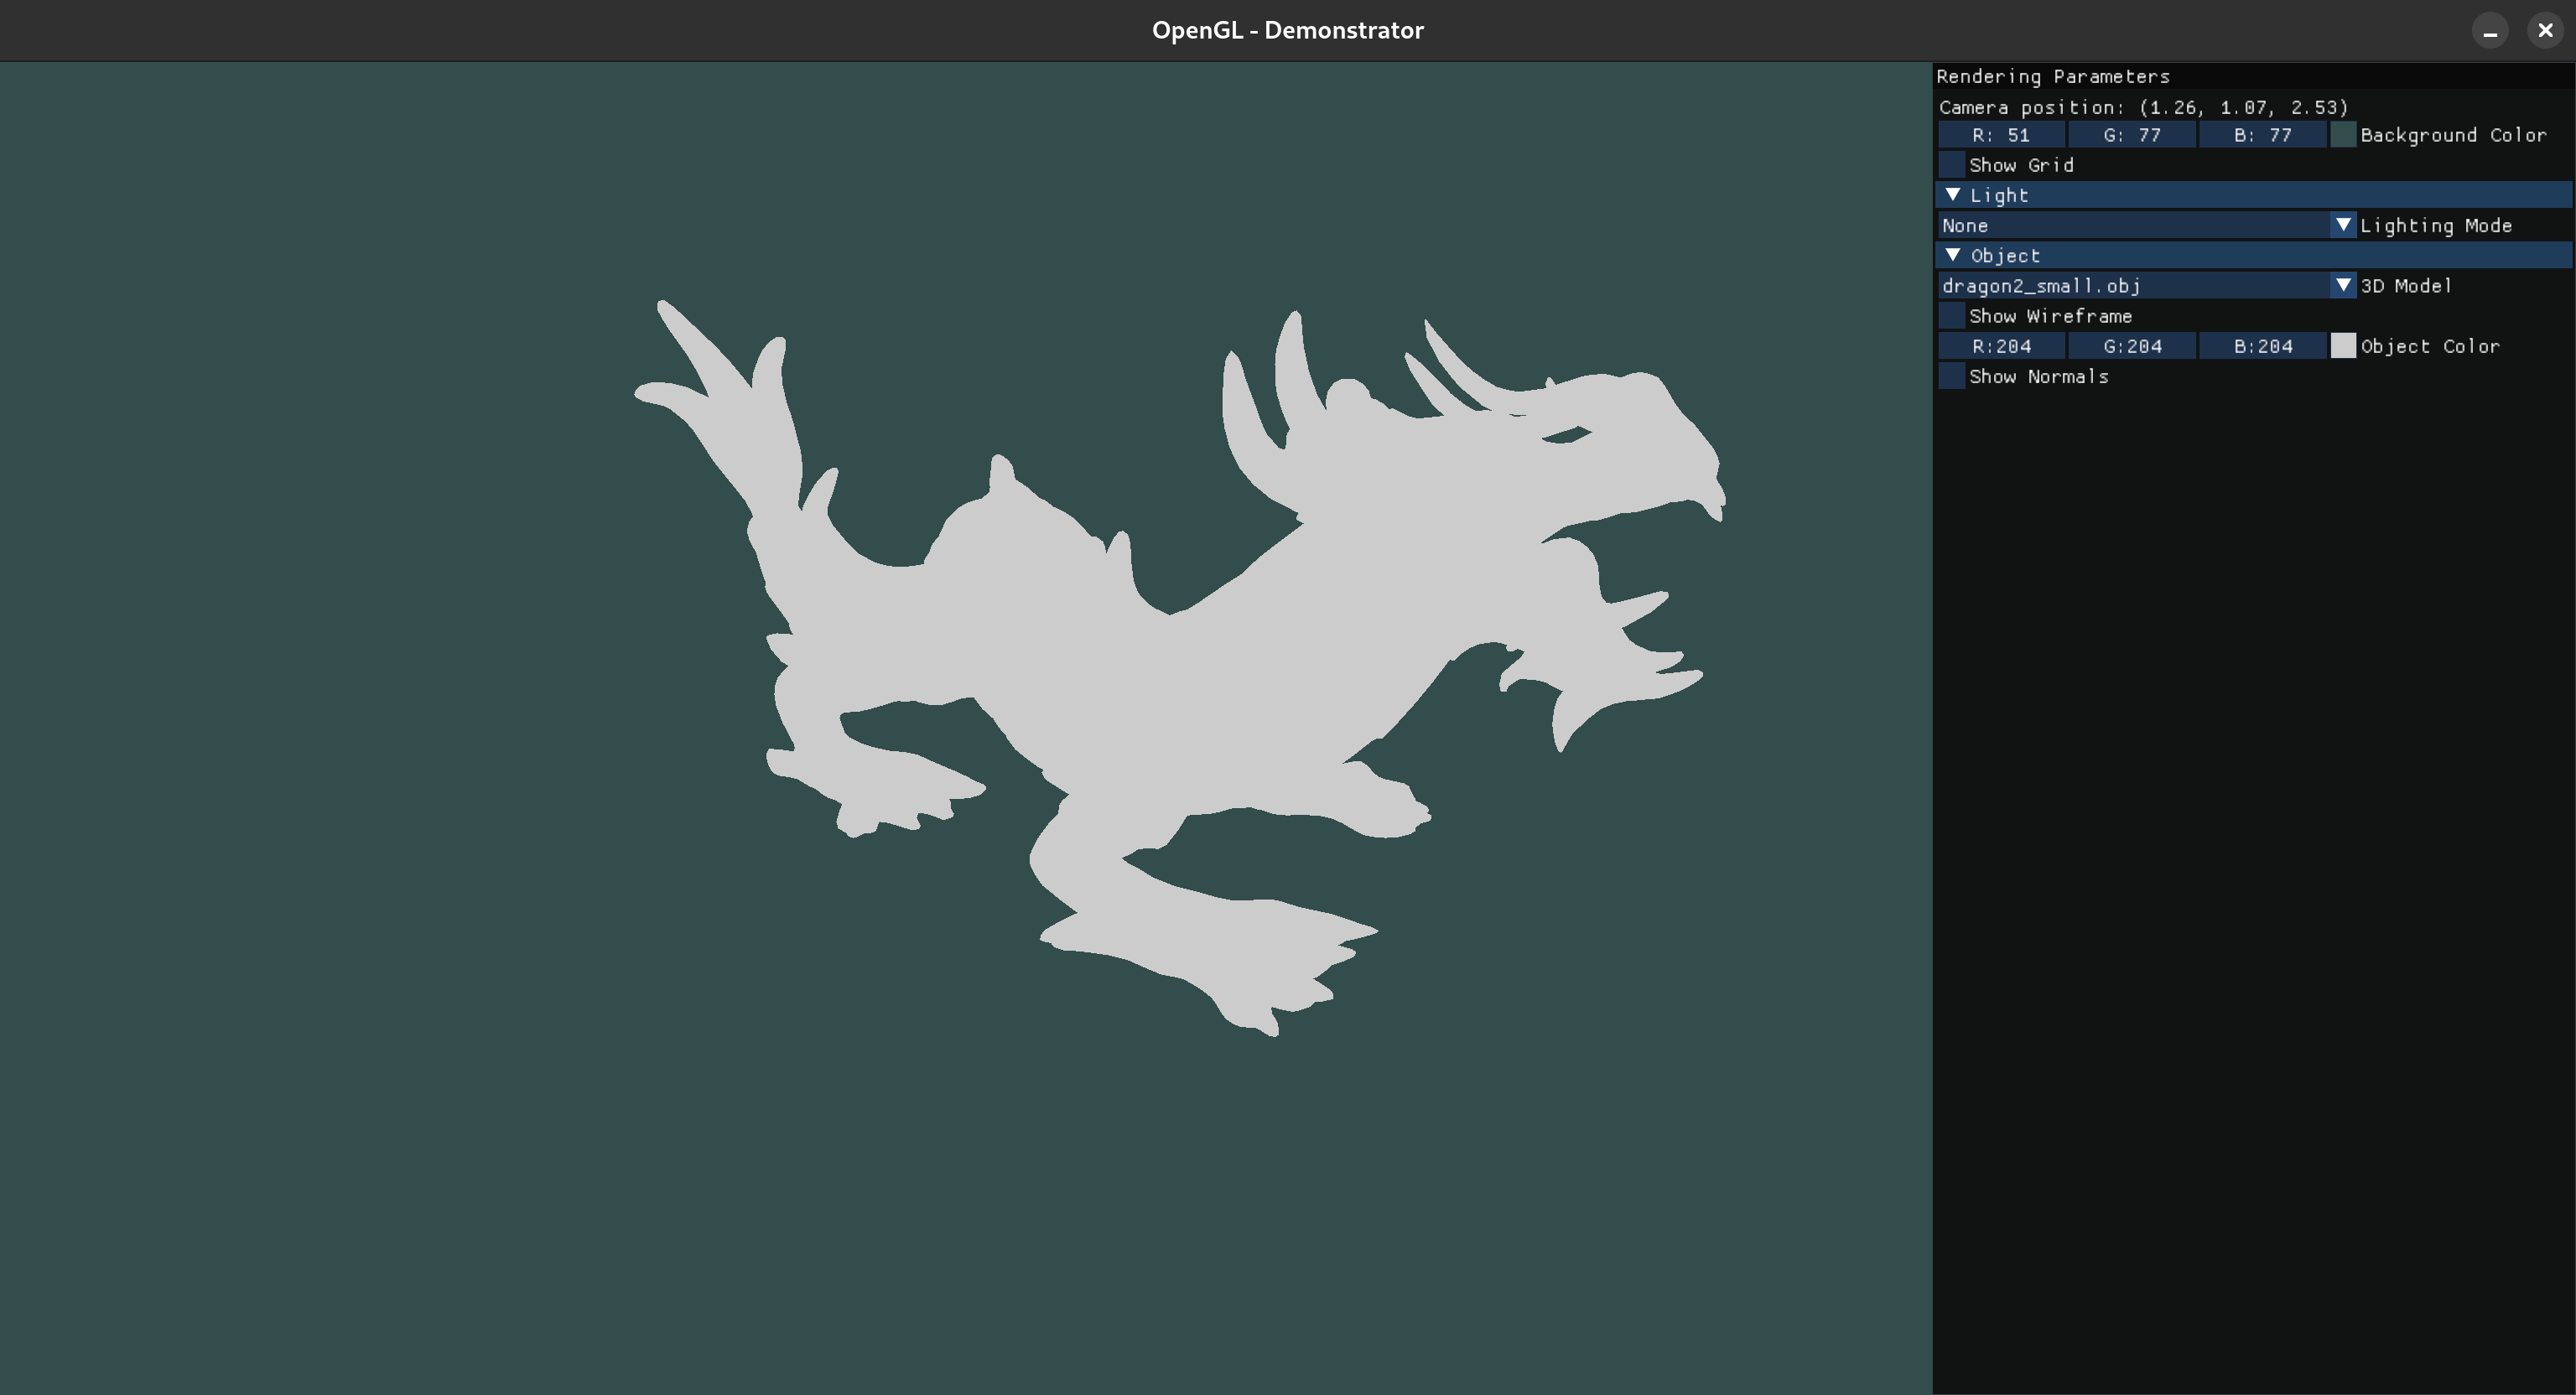 OpenGL - Demonstrator
Rendering Parameters
Camera position: (1.26, 1.07, 2.53)
R: 51 G: 77 B: 77 Background Color
Show Grid
Light
None Lighting Mode
Object
dragon2_small.obj 3D Model
Show Wireframe
R:204 G:204 B:204 Object Color
Show Normals